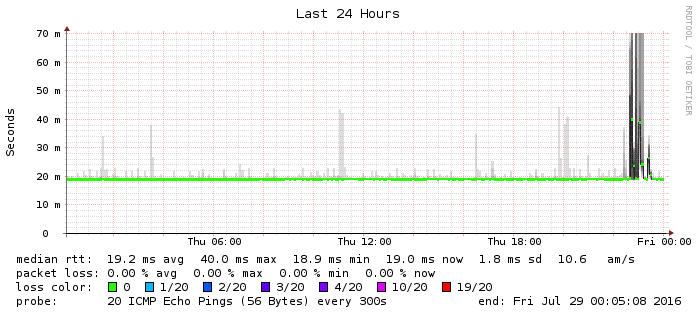 Last 24 Hours
RRDTOOL / TOBI OETIKER
Seconds
70 m
60 m
50 m
40 m
30 m
20 m
10 m
0
Thu 06:00 Thu 12:00 Thu 18:00 Fri 00:00
median rtt: 19.2 ms avg 40.0 ms max 18.9 ms min 19.0 ms now 1.8 ms sd 10.6 am/s
packet loss: 0.00 % avg 0.00 % max 0.00 % min 0.00 % now
loss color: 0 1/20 2/20 3/20 4/20 10/20 19/20
probe: 20 ICMP Echo Pings (56 Bytes) every 300s end: Fri Jul 29 00:05:08 2016